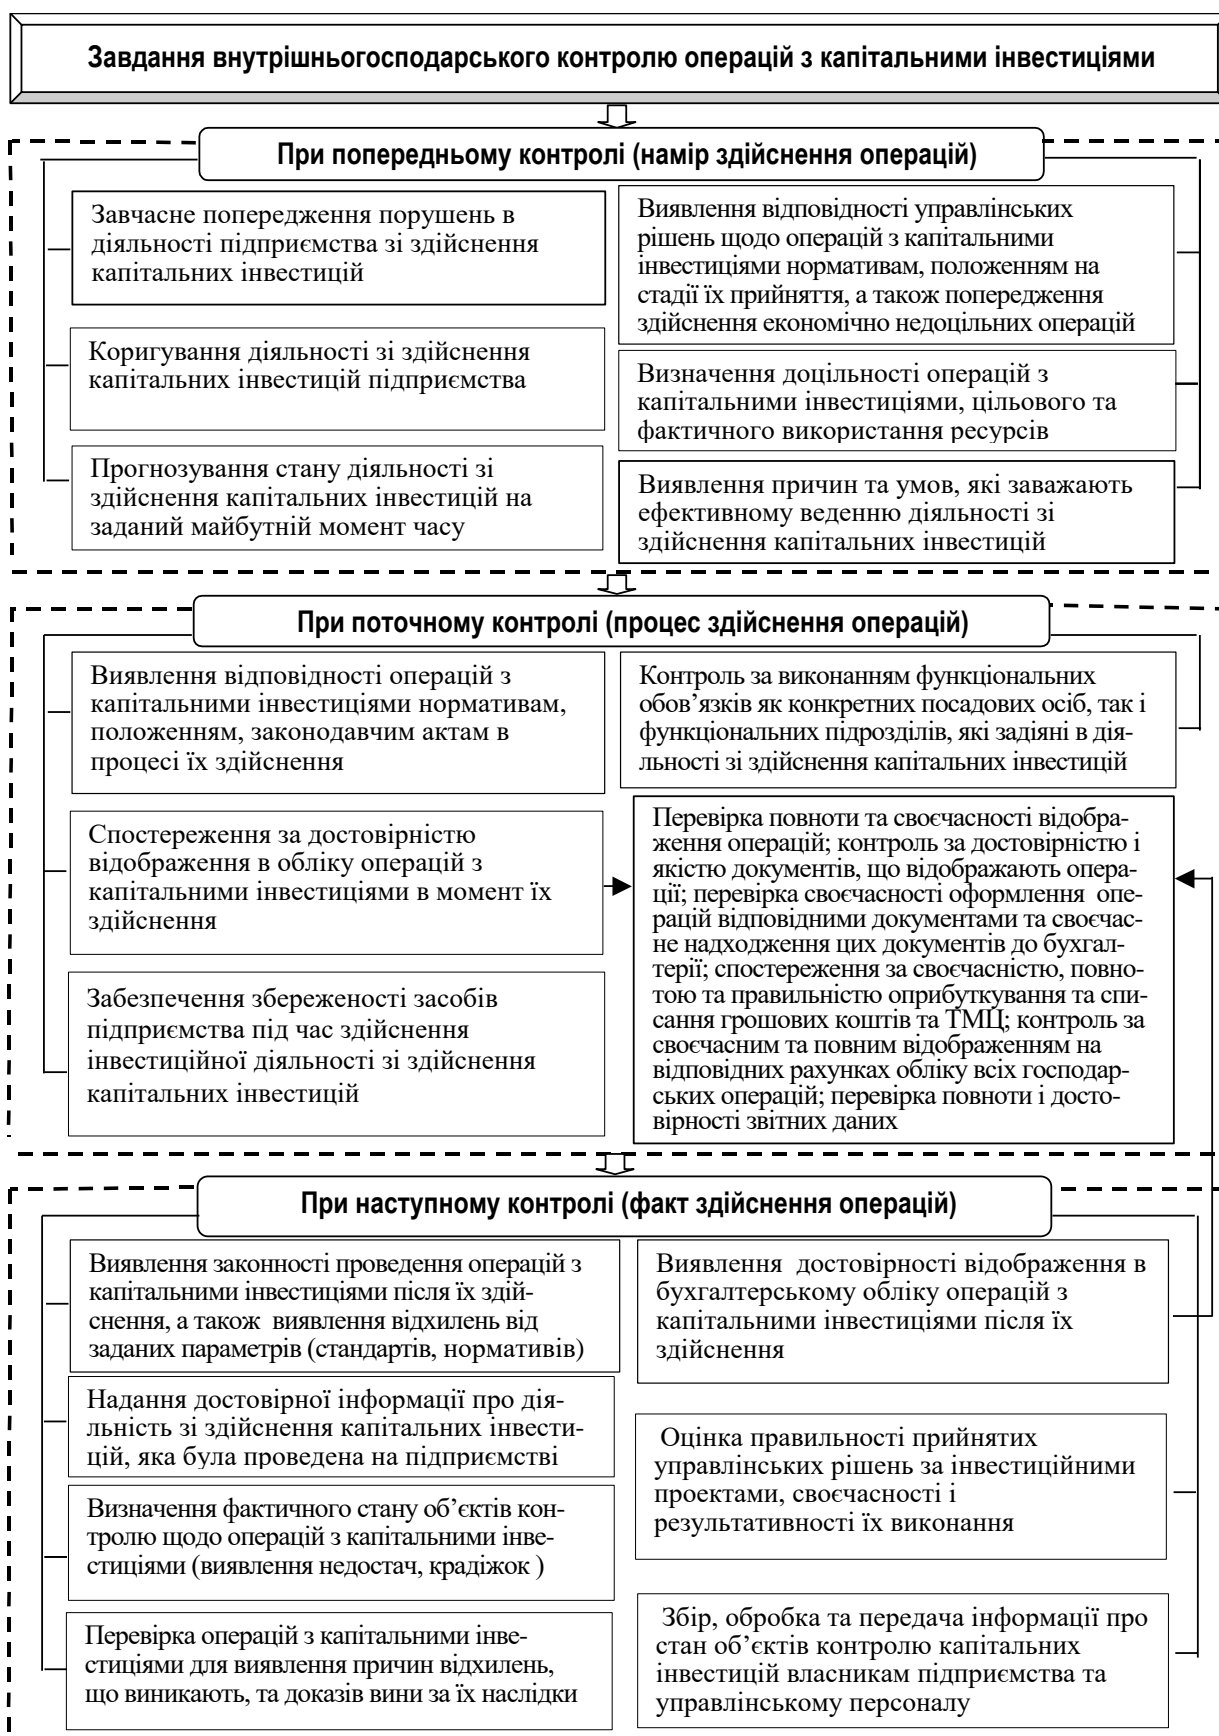 Завдання внутрішньогосподарського контролю операцій з капітальними інвестиціями
При попередньому контролі (намір здійснення операцій)
Завчасне попередження порушень в
діяльності підприємства зі здійснення
капітальних інвестицій
Коригування діяльності зі здійснення
капітальних інвестицій підприємства
Прогнозування стану діяльності зі
здійснення капітальних інвестицій на
заданий майбутній момент часу
Виявлення відповідності управлінських
рішень щодо операцій з капітальними
інвестиціями нормативам, положенням на
стадії їх прийняття, а також попередження
здійснення економічно недоцільних операцій
Визначення доцільності операцій з
капітальними інвестиціями, цільового та
фактичного використання ресурсів
Виявлення причин та умов, які заважають
ефективному веденню діяльності зі
здійснення капітальних інвестицій
При поточному контролі (процес здійснення операцій)
Виявлення відповідності операцій з
капітальними інвестиціями нормативам,
положенням, законодавчим актам в
процесі їх здійснення
Спостереження за достовірністю
відображення в обліку операцій з
капітальними інвестиціями в момент їх
здійснення
Забезпечення збереженості засобів
підприємства під час здійснення
інвестиційної діяльності зі здійснення
капітальних інвестицій
Контроль за виконанням функціональних
обов’язків як конкретних посадових осіб, так і
функціональних підрозділів, які задіяні в дія-
льності зі здійснення капітальних інвестицій
Перевірка повноти та своєчасності відобра-
ження операцій; контроль за достовірністю і
якістю документів, що відображають опера-
ції; перевірка своєчасності оформлення опе-
рацій відповідними документами та своєчас-
не надходження цих документів до бухгал-
терії; спостереження за своєчасністю, повно-
тою та правильністю оприбуткування та спи-
сання грошових коштів та ТМЦ; контроль за
своєчасним та повним відображенням на
відповідних рахунках обліку всіх господар-
ських операцій; перевірка повноти і досто-
вірності звітних даних
При наступному контролі (факт здійснення операцій)
Виявлення законності проведення операцій з
капітальними інвестиціями після їх здій-
снення, а також виявлення відхилень від
заданих параметрів (стандартів, нормативів)
Надання достовірної інформації про дія-
льність зі здійснення капітальних інвести-
цій, яка була проведена на підприємстві
Визначення фактичного стану об’єктів кон-
тролю щодо операцій з капітальними інве-
стиціями (виявлення недостач, крадіжок )
Перевірка операцій з капітальними інве-
стиціями для виявлення причин відхилень,
що виникають, та доказів вини за їх наслідки
Виявлення достовірності відображення в
бухгалтерському обліку операцій з
капітальними інвестиціями після їх
здійснення
Оцінка правильності прийнятих
управлінських рішень за інвестиційними
проектами, своєчасності і
результативності їх виконання
Збір, обробка та передача інформації про
стан об’єктів контролю капітальних
інвестицій власникам підприємства та
управлінському персоналу